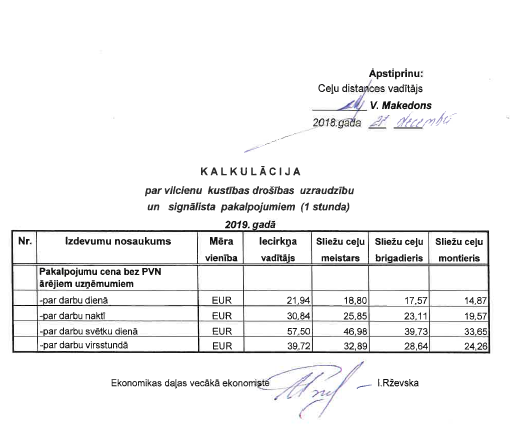 Apstiprinu:
Ceļu distances vadītājs
V. Makedons
2018.gada 27 decembrī
KALKULĀCIJA
par vilcienu kustības drošības uzraudzību
un signālista pakalpojumiem (1 stunda)
2019. gadā
Nr. Izdevumu nosaukums Mēra vienība Iecirkņa vadītājs Sliežu ceļu meistars Sliežu ceļu brigadieris Sliežu ceļu montieris
Pakalpojumu cena bez PVN
ārējiem uzņēmumiem
-par darbu dienā EUR 21,94 18,80 17,57 14,87
-par darbu naktī EUR 30,84 25,85 23,11 19,57
-par darbu svētku dienā EUR 57,50 46,98 39,73 33,65
-par darbu virsstundā EUR 39,72 32,89 28,64 24,26
Ekonomikas daļas vecākā ekonomiste I.Rževska